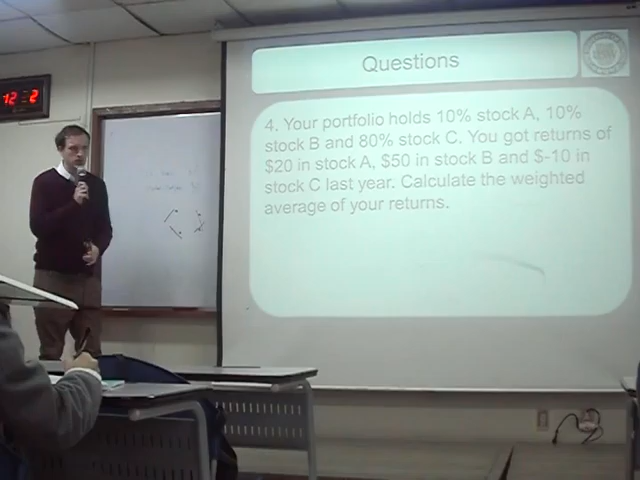 Questions
12 2
4. Your portfolio holds 10% stock A, 10%
stock B and 80% stock C. You got returns of
$20 in stock A, $50 in stock B and $-10 in
stock C last year. Calculate the weighted
average of your returns.